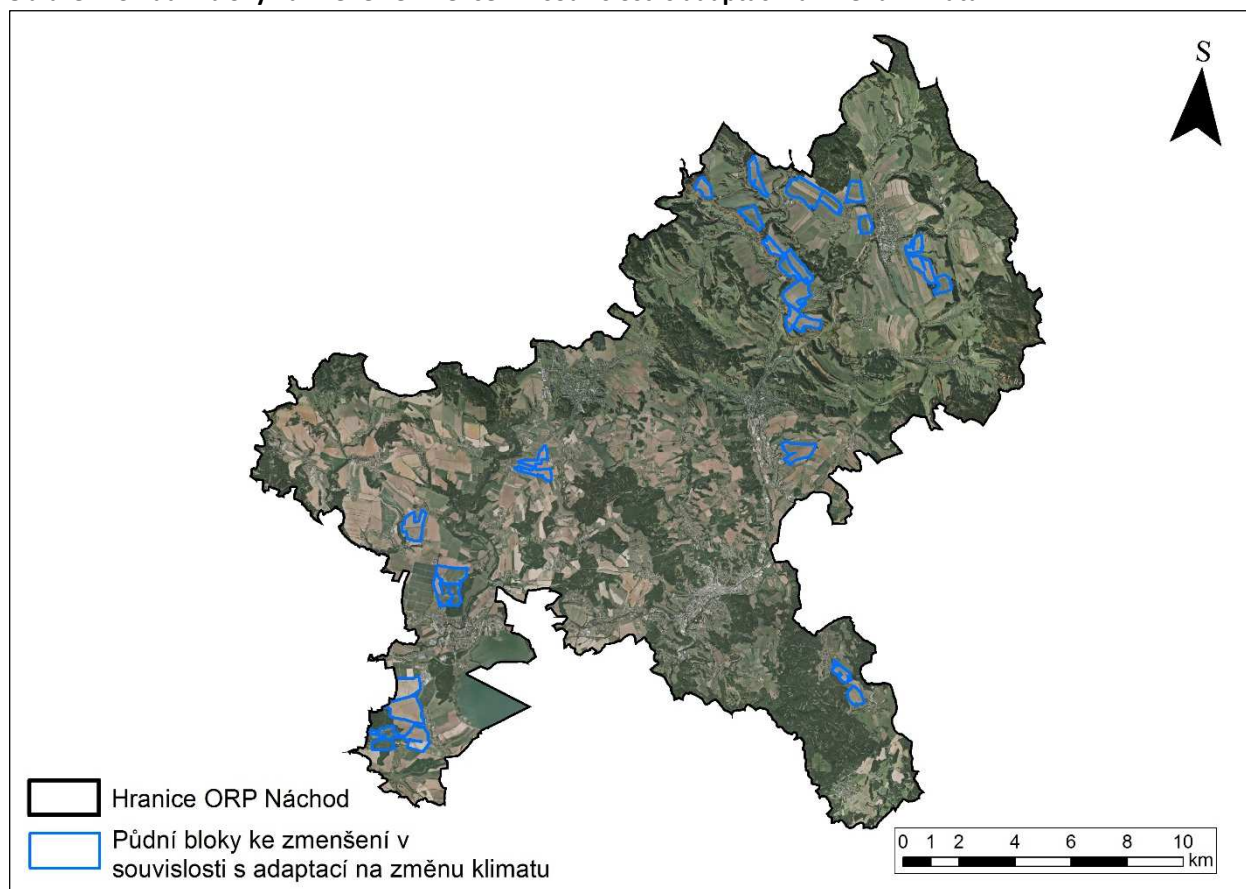 S
Hranice ORP Náchod
Půdní bloky ke zmenšení v
souvislosti s adaptací na změnu klimatu
0 1 2 4 6 8 10
km